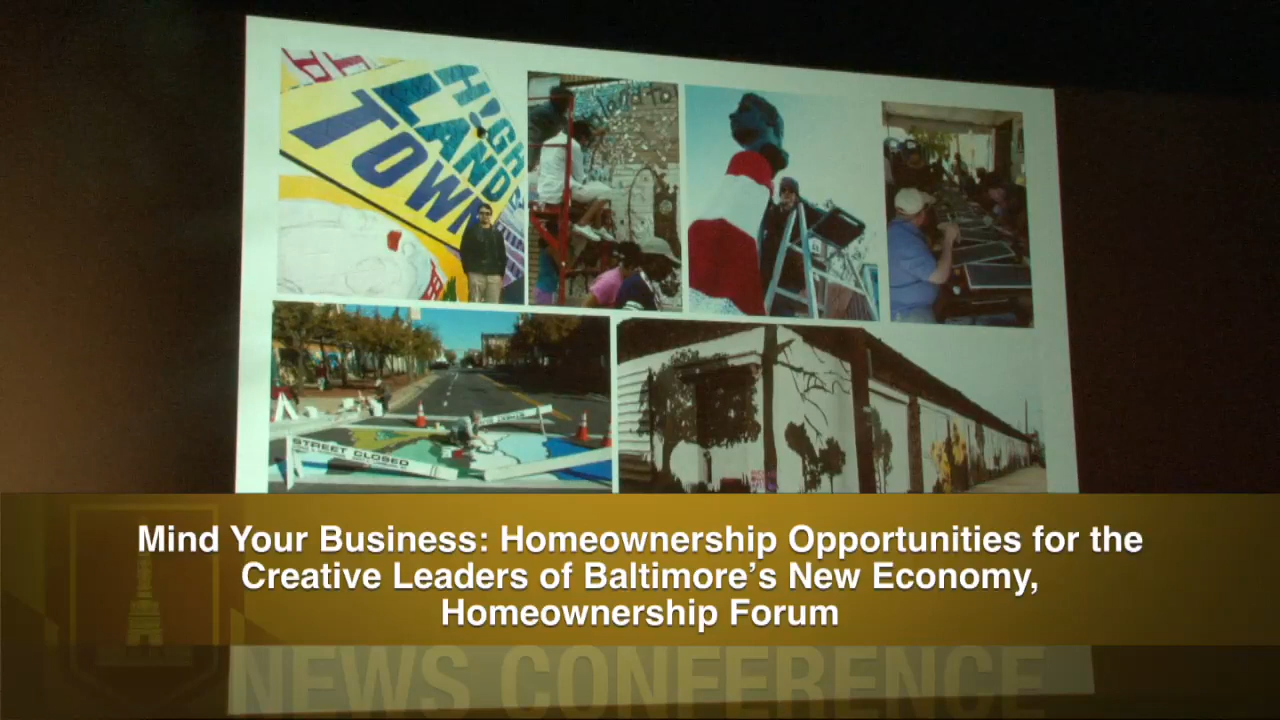 HIGH
LAND
TOWN
STREET CLOSED
Mind Your Business: Homeownership Opportunities for the
Creative Leaders of Baltimore’s New Economy,
Homeownership Forum
NEWS CONFERENCE